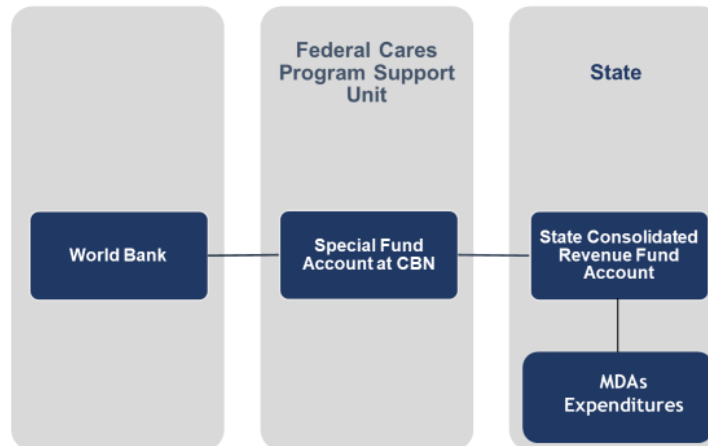 Federal Cares
Program Support
Unit
State
World Bank
Special Fund
Account at CBN
State Consolidated
Revenue Fund
Account
MDAs
Expenditures